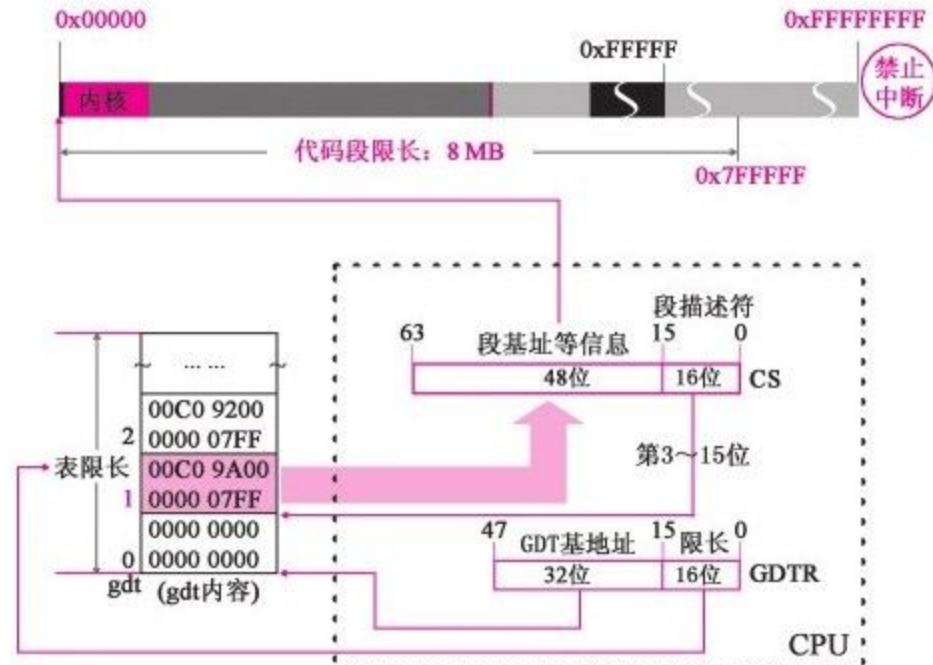 0x00000
0xFFFFFFFF
0xFFFFF
禁止
中断
内核
代码段限长：8 MB
0x7FFFFF
段描述符
63
段基址等信息
15
0
48位
16位
CS
... ...
00C0 9200
2
0000 07FF
第3～15位
表限长
00C0 9A00
1
0000 07FF
47
GDT基地址
15
限长
0
0000 0000
0
0000 0000
32位
16位
GDTR
gdt
(gdt内容)
CPU